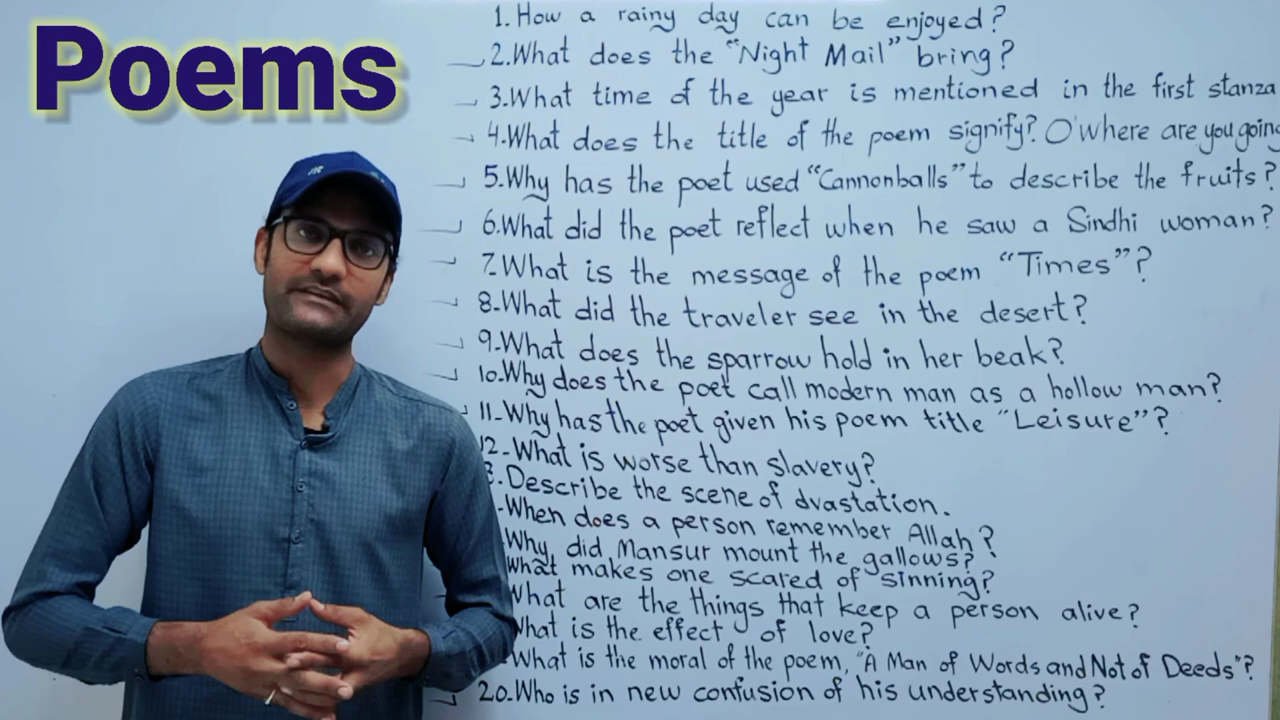 Poems
1. How a rainy day can be enjoyed?
2. What does the "Night Mail" bring?
3. What time of the year is mentioned in the first stanza
4. What does the title of the poem signify? O'where are you going
5. Why has the poet used "Cannonballs" to describe the fruits?
6. What did the poet reflect when he saw a Sindhi woman?
7. What is the message of the poem "Times"?
8. What did the traveler see in the desert?
9. What does the sparrow hold in her beak?
10. Why does the poet call modern man as a hollow man?
11. Why has the poet given his poem title "Leisure"?
12. What is worse than slavery?
3. Describe the scene of dvastation.
. When does a person remember Allah?
Why did Mansur mount the gallows?
What makes one scared of sinning?
What are the things that keep a person alive?
What is the effect of love?
What is the moral of the poem, "A Man of Words and Not of Deeds"?
20. Who is in new confusion of his understanding?